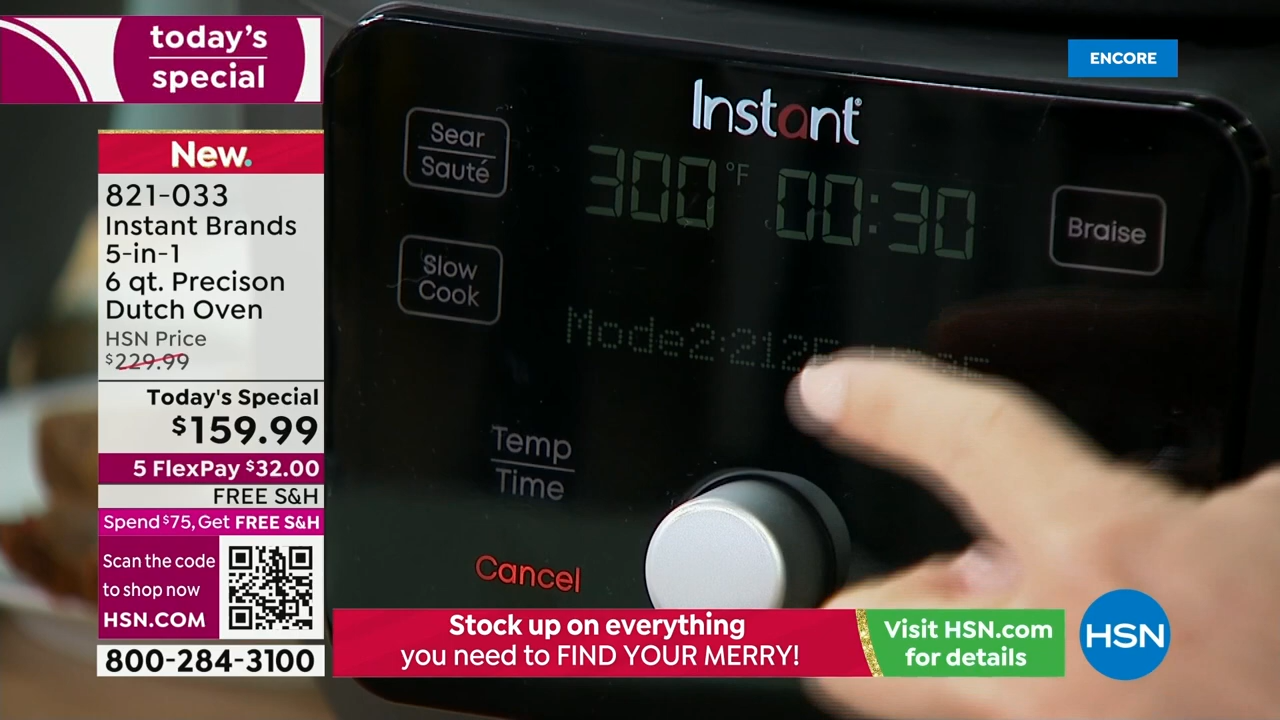 today's
special
ENCORE
New.
821-033
Instant Brands
5-in-1
6 qt. Precison
Dutch Oven
HSN Price
$229.99
Today's Special
$159.99
5 FlexPay $32.00
FREE S&H
Spend $75, Get FREE S&H
Scan the code
to shop now
HSN.COM
800-284-3100
Instant
Sear
Sauté
300 °F 00:30
Braise
Slow
Cook
Mode2:212F
Temp
Time
Cancel
Stock up on everything
you need to FIND YOUR MERRY!
Visit HSN.com
for details
HSN